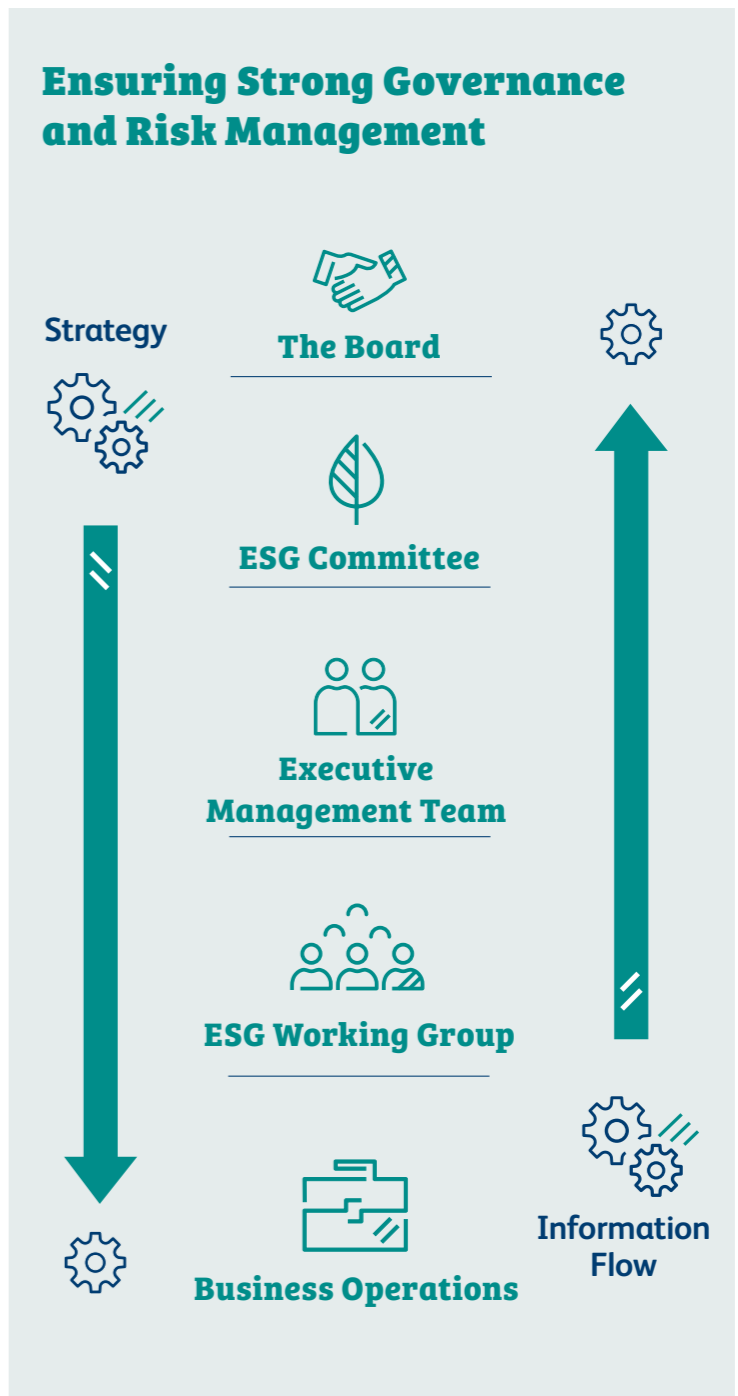 Ensuring Strong Governance
and Risk Management
Strategy
The Board
ESG Committee
Executive
Management Team
ESG Working Group
Information
Flow
Business Operations